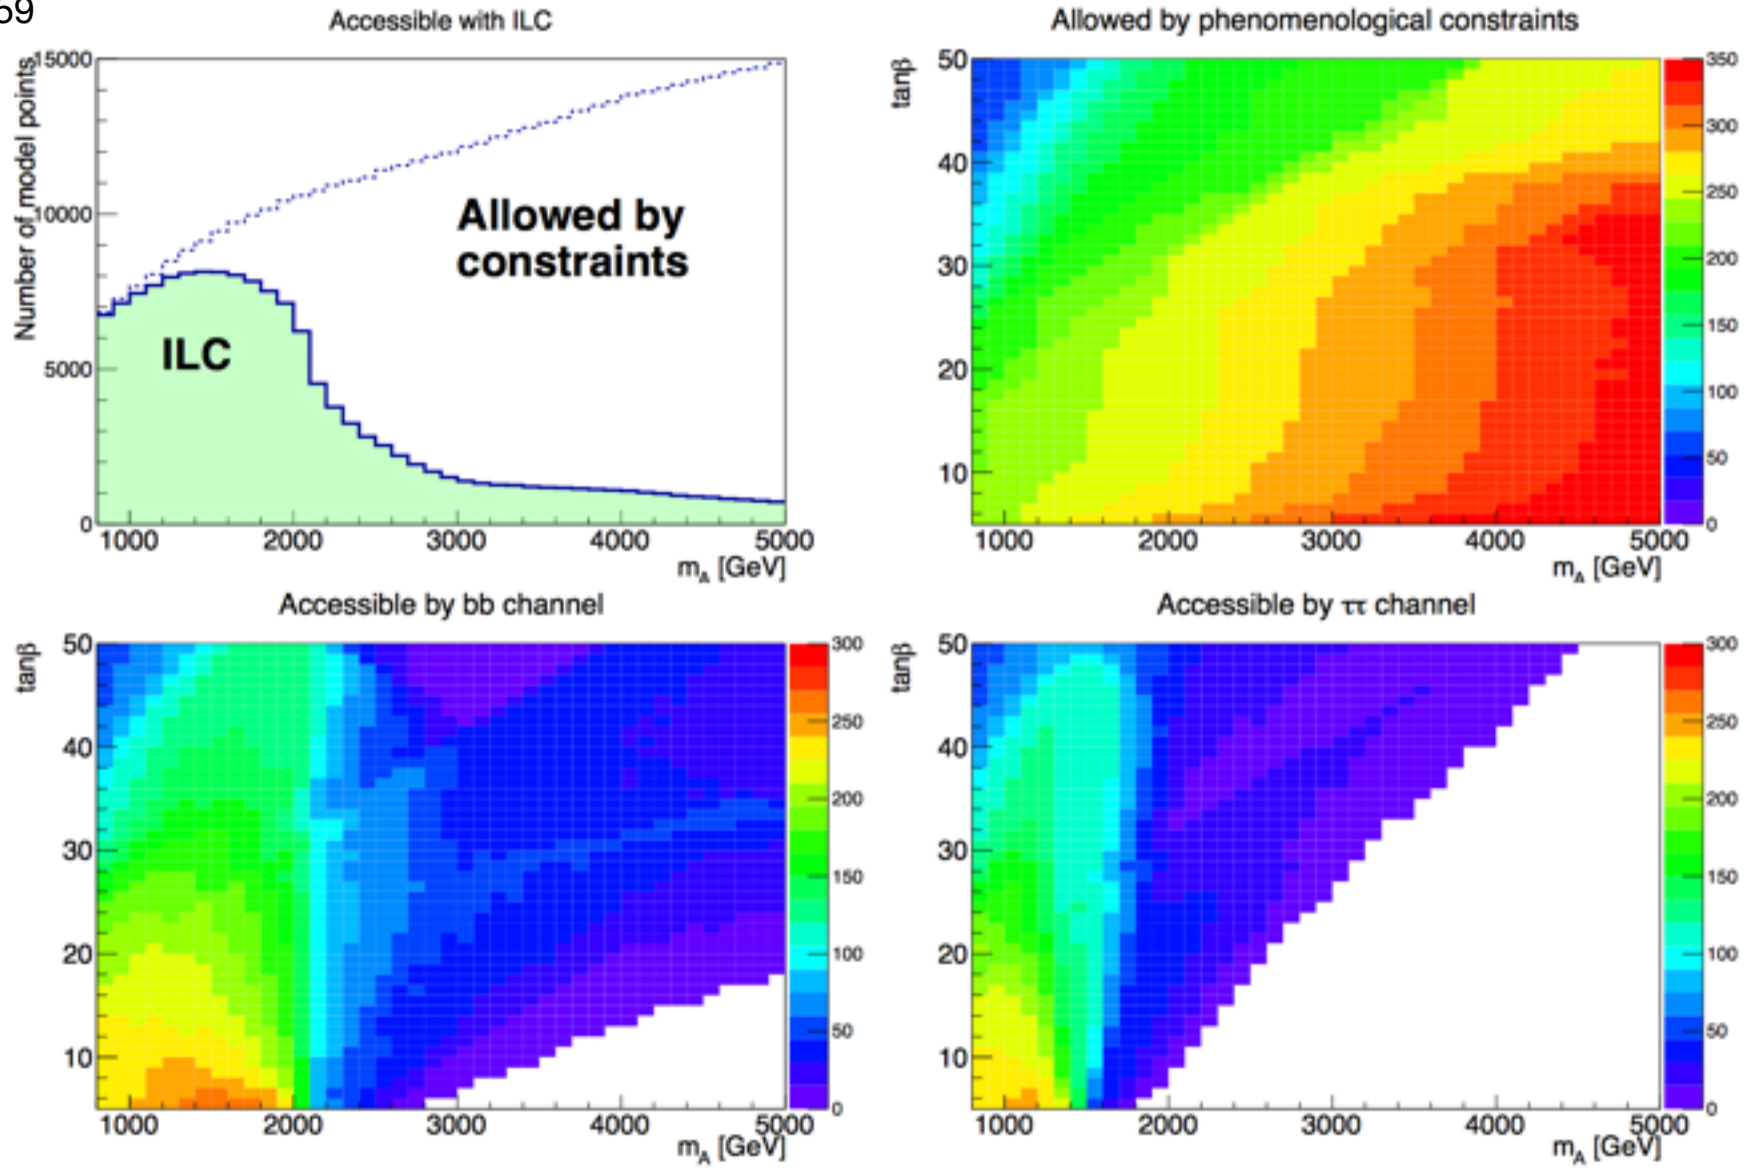 59
Accessible with ILC
Number of model points
15000
10000
5000
0
Allowed by
constraints
ILC
1000 2000 3000 4000 5000
m_A [GeV]
Allowed by phenomenological constraints
tanβ
50
40
30
20
10
350
300
250
200
150
100
50
0
1000 2000 3000 4000 5000
m_A [GeV]
Accessible by bb channel
tanβ
50
40
30
20
10
300
250
200
150
100
50
0
1000 2000 3000 4000 5000
m_A [GeV]
Accessible by ττ channel
tanβ
50
40
30
20
10
300
250
200
150
100
50
0
1000 2000 3000 4000 5000
m_A [GeV]